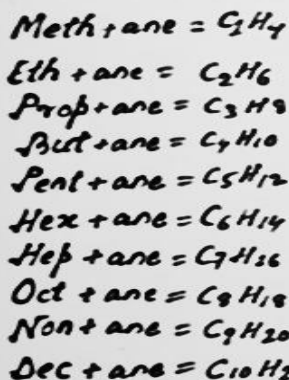 Meth+ane = C1H4
Eth +ane = C2H6
Prop+ane = C3H8
But+ane = C4H10
Pent+ane = C5H12
Hex +ane = C6H14
Hep +ane = C7H16
Oct +ane = C8H18
Non+ ane = C9H20
Dec +ane = C10H2